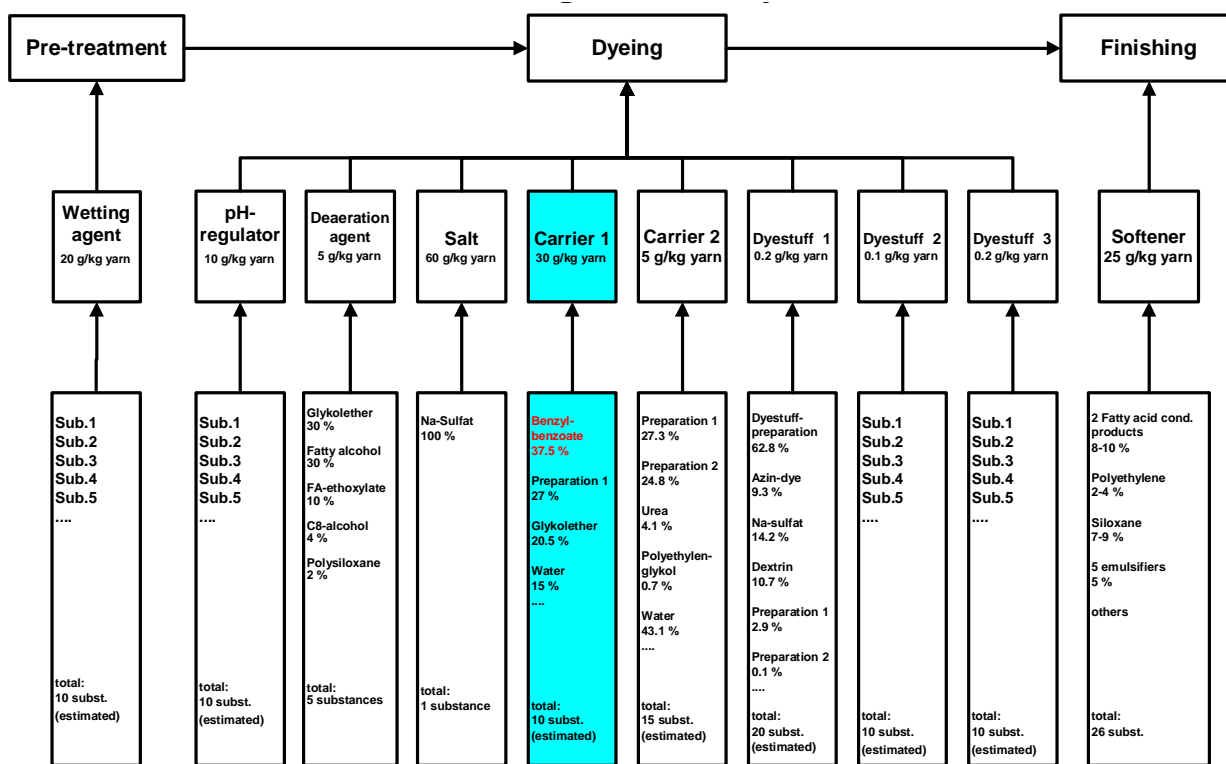 Pre-treatment
Dyeing
Finishing
Wetting
agent
20 g/kg yarn
pH-
regulator
10 g/kg yarn
Deaeration
agent
5 g/kg yarn
Salt
60 g/kg yarn
Carrier 1
30 g/kg yarn
Carrier 2
5 g/kg yarn
Dyestuff 1
0.2 g/kg yarn
Dyestuff 2
0.1 g/kg yarn
Dyestuff 3
0.2 g/kg yarn
Softener
25 g/kg yarn
Sub.1
Sub.2
Sub.3
Sub.4
Sub.5
....
total:
10 subst.
(estimated)
Sub.1
Sub.2
Sub.3
Sub.4
Sub.5
....
total:
10 subst.
(estimated)
Glykolether
30 %
Fatty alcohol
30 %
FA-ethoxylate
10 %
C8-alcohol
4 %
Polysiloxane
2 %
total:
5 substances
Na-Sulfat
100 %
total:
1 substance
Benzyl-
benzoate
37.5 %
Preparation 1
27 %
Glykolether
20.5 %
Water
15 %
....
total:
10 subst.
(estimated)
Preparation 1
27.3 %
Preparation 2
24.8 %
Urea
4.1 %
Polyethylen-
glykol
0.7 %
Water
43.1 %
....
total:
15 subst.
(estimated)
Dyestuff-
preparation
62.8 %
Azin-dye
9.3 %
Na-sulfat
14.2 %
Dextrin
10.7 %
Preparation 1
2.9 %
Preparation 2
0.1 %
....
total:
20 subst.
(estimated)
Sub.1
Sub.2
Sub.3
Sub.4
Sub.5
....
total:
10 subst.
(estimated)
Sub.1
Sub.2
Sub.3
Sub.4
Sub.5
....
total:
10 subst.
(estimated)
2 Fatty acid cond.
products
8-10 %
Polyethylene
2-4 %
Siloxane
7-9 %
5 emulsifiers
5 %
others
total:
26 subst.